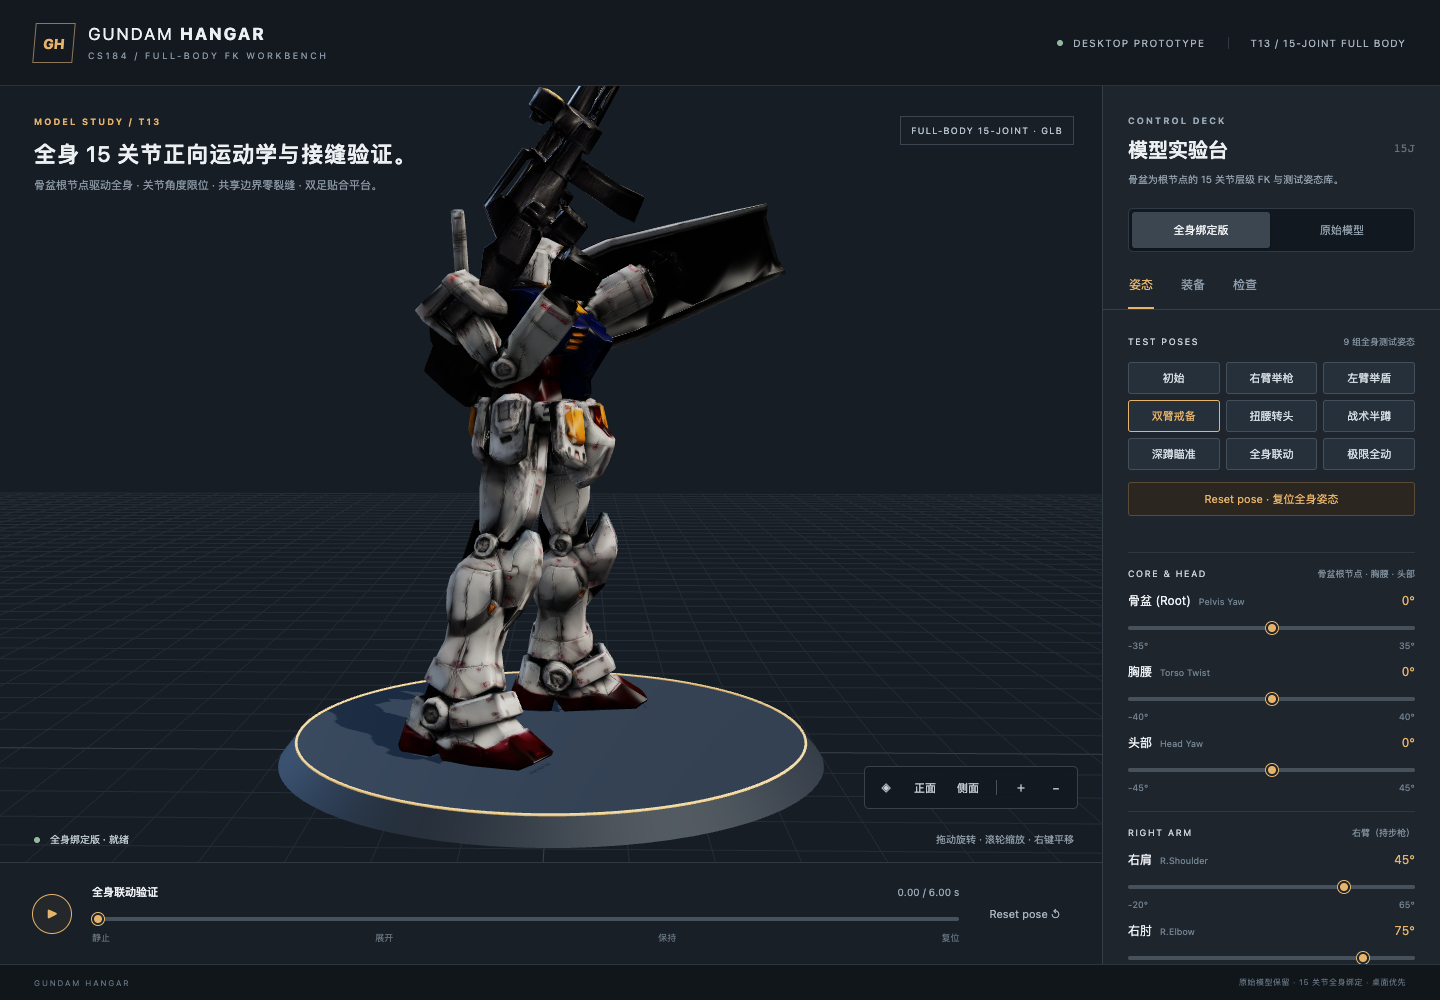 GH
GUNDAM HANGAR
CS184 / FULL-BODY FK WORKBENCH
DESKTOP PROTOTYPE
T13 / 15-JOINT FULL BODY
MODEL STUDY / T13
全身 15 关节正向运动学与接缝验证。
骨盆根节点驱动全身 · 关节角度限位 · 共享边界零裂缝 · 双足贴合平台。
FULL-BODY 15-JOINT · GLB
正面
侧面
+
−
全身绑定版 · 就绪
拖动旋转 · 滚轮缩放 · 右键平移
全身联动验证
0.00 / 6.00 s
静止
展开
保持
复位
Reset pose ↺
CONTROL DECK
模型实验台
15J
骨盆为根节点的 15 关节层级 FK 与测试姿态库。
全身绑定版
原始模型
姿态
装备
检查
TEST POSES
9 组全身测试姿态
初始
右臂举枪
左臂举盾
双臂戒备
扭腰转头
战术半蹲
深蹲瞄准
全身联动
极限全动
Reset pose · 复位全身姿态
CORE & HEAD
骨盆根节点 · 胸腰 · 头部
骨盆 (Root) Pelvis Yaw
0°
-35°
35°
胸腰 Torso Twist
0°
-40°
40°
头部 Head Yaw
0°
-45°
45°
RIGHT ARM
右臂（持步枪）
右肩 R.Shoulder
45°
-20°
65°
右肘 R.Elbow
75°
GUNDAM HANGAR
原始模型保留 · 15 关节全身绑定 · 桌面优先